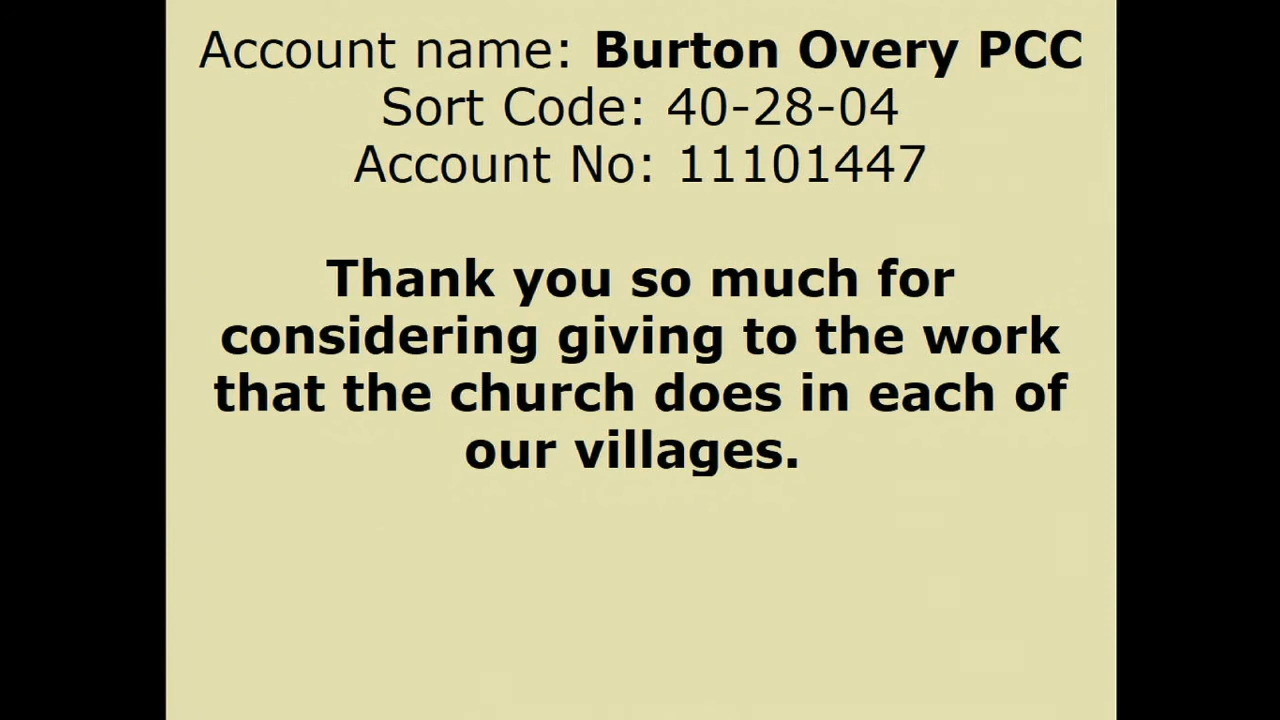 Account name: Burton Overy PCC
Sort Code: 40-28-04
Account No: 11101447
Thank you so much for
considering giving to the work
that the church does in each of
our villages.